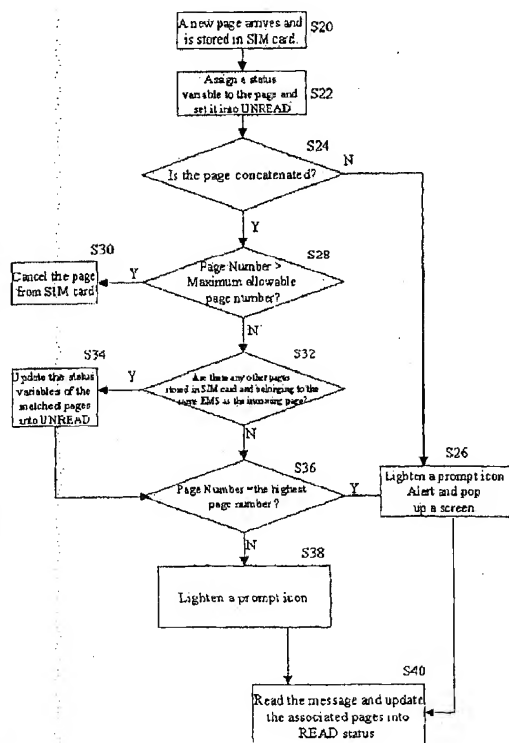 S20
A new page arrives and
is stored in SIM card.
S22
Assign a status
variable to the page and
set it into UNREAD
S24
N
Is the page concatenated?
Y
S30
S28
Cancel the page
from SIM card
Y
Page Number >
Maximum allowable
page number?
N
S34
S32
Update the status
variables of the
matched pages
into UNREAD
Y
Are there any other pages
stored in SIM card and belonging to the
same EMS as the incoming page?
N
S36
S26
Page Number =the highest
page number?
Y
Lighten a prompt icon
Alert and pop
up a screen
N
S38
Lighten a prompt icon
S40
Read the message and update
the associated pages into
READ status